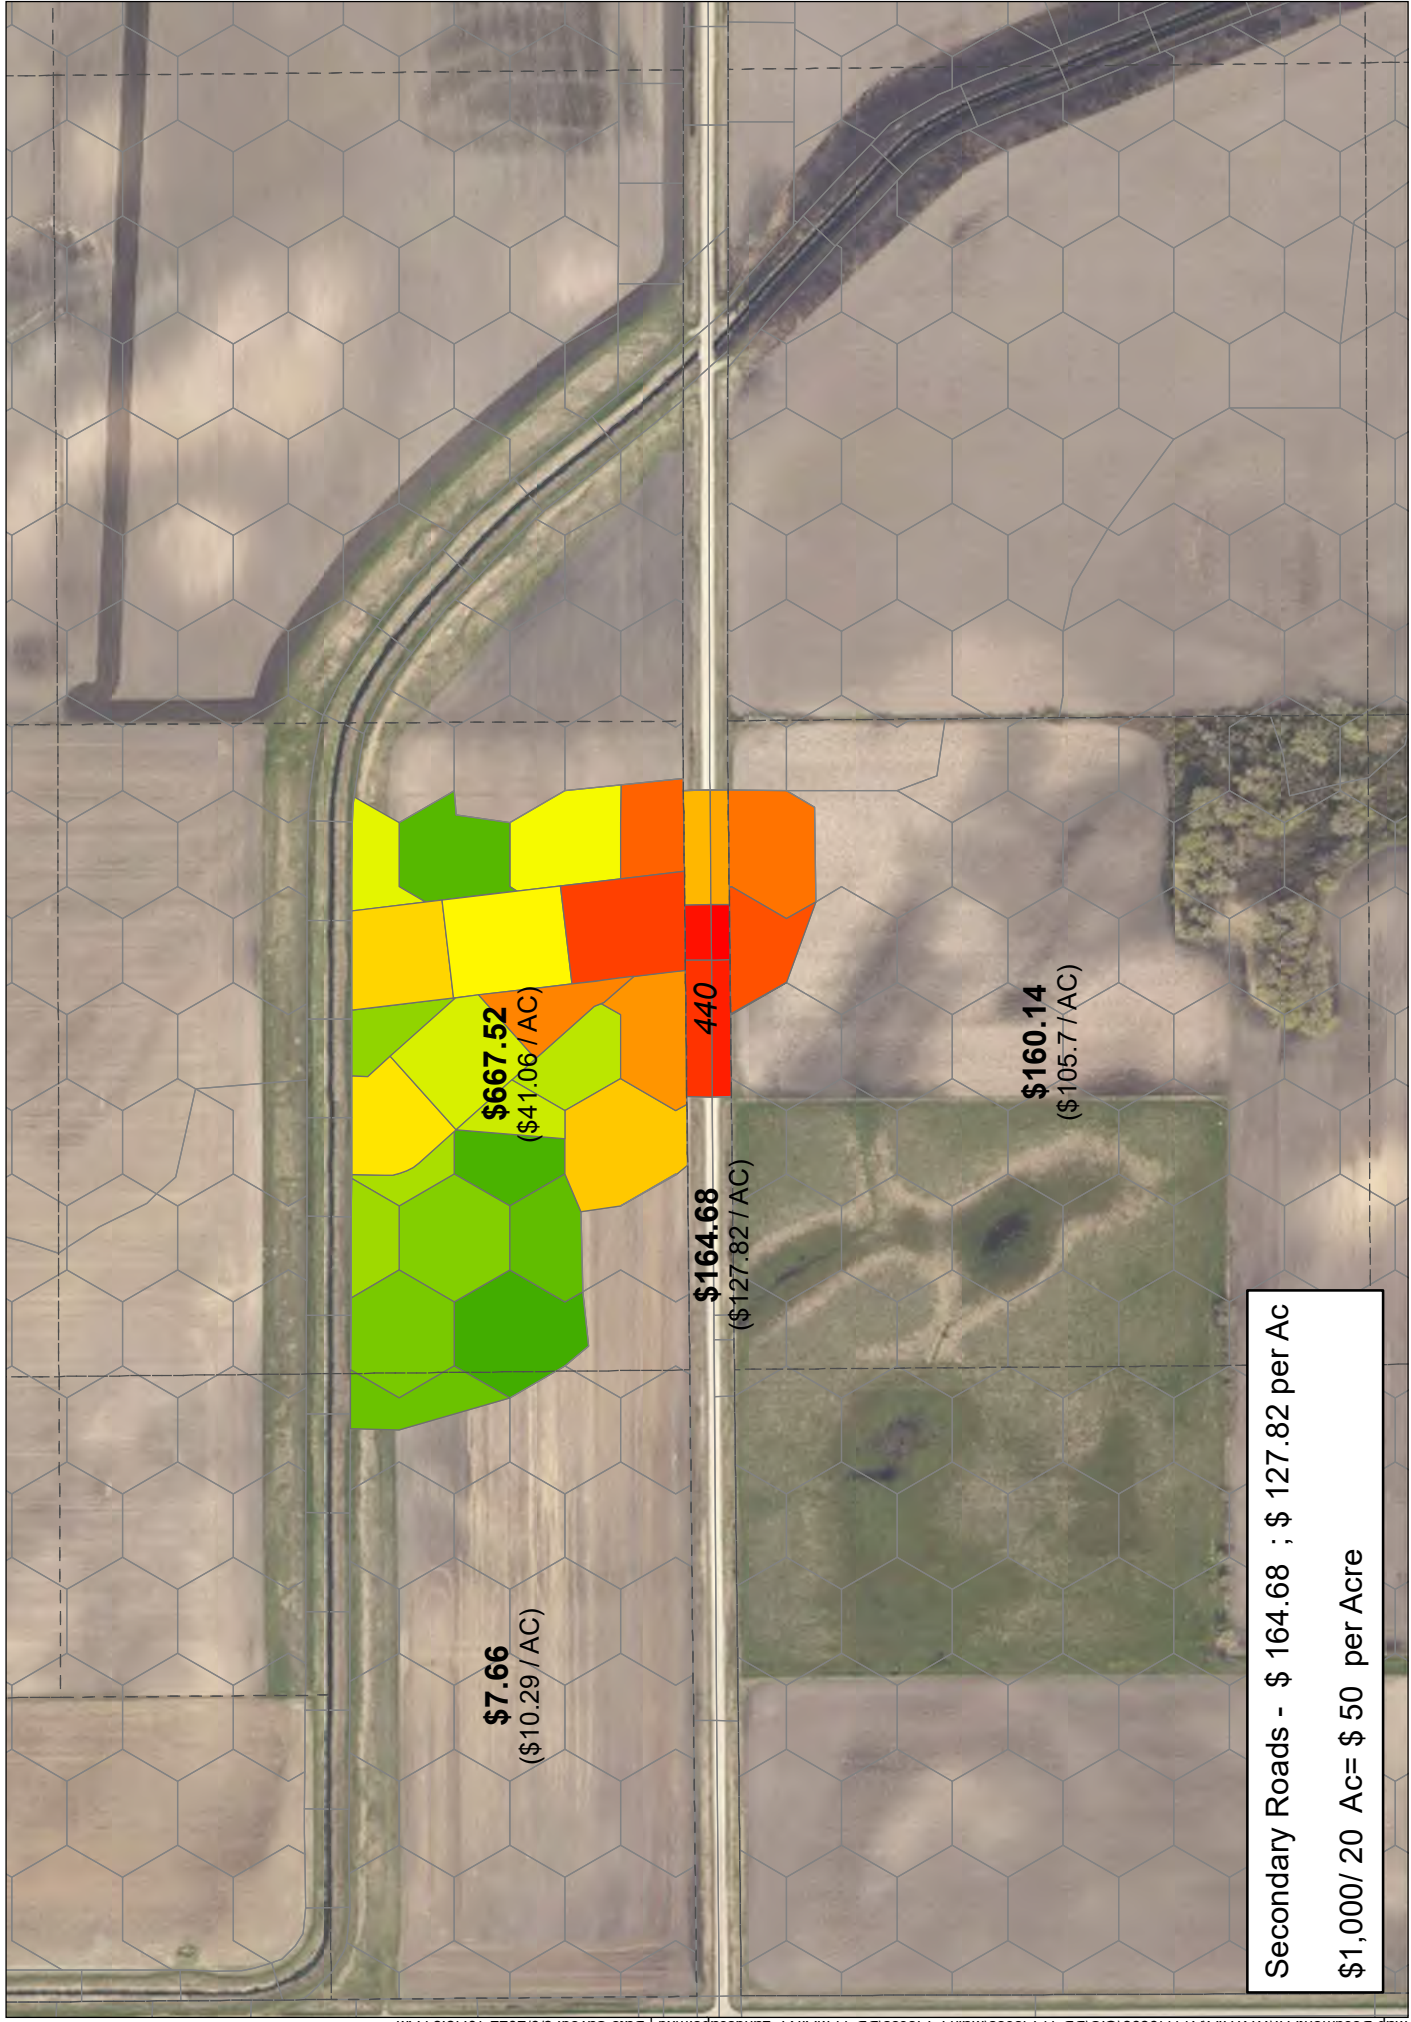 $7.66
($10.29 / AC)
$667.52
($41.06 / AC)
440
$164.68
($127.82 / AC)
$160.14
($105.7 / AC)
Secondary Roads - $ 164.68 ; $ 127.82 per Ac
$1,000/ 20 Ac= $ 50 per Acre